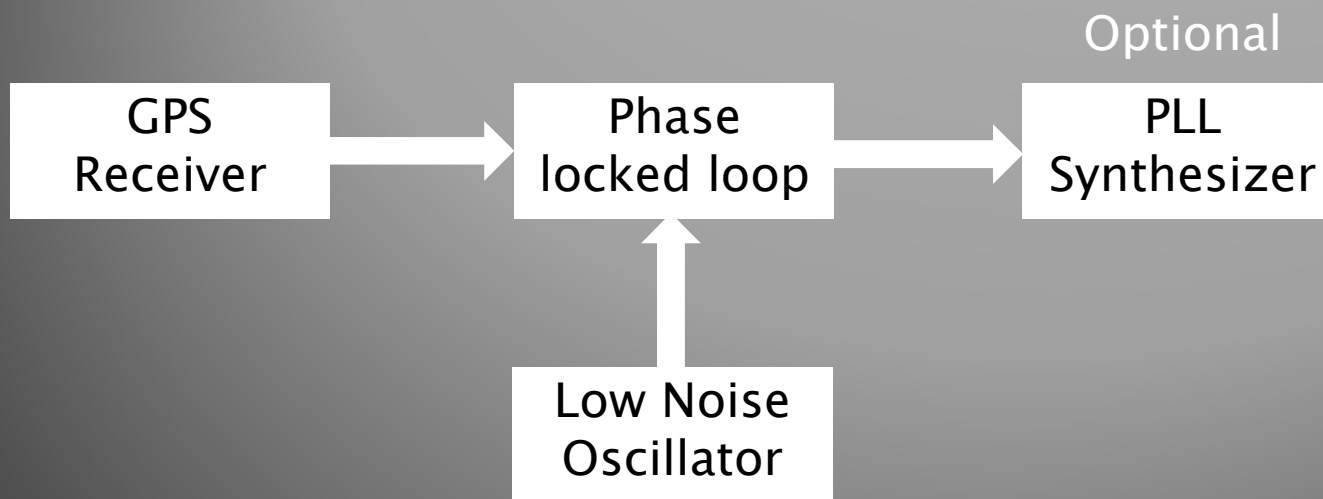 Optional
GPS
Receiver
Phase
locked loop
PLL
Synthesizer
Low Noise
Oscillator